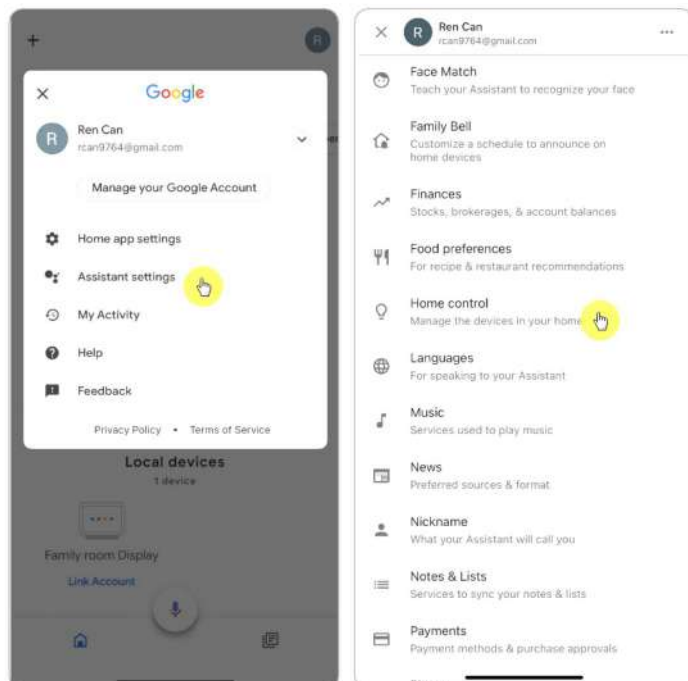 R
Google
R
Ren Can
rcan9764@gmail.com
Manage your Google Account
Home app settings
Assistant settings
My Activity
Help
Feedback
Privacy Policy • Terms of Service
Local devices
1 device
Family room Display
Link Account
R
Ren Can
rcan9764@gmail.com
Face Match
Teach your Assistant to recognize your face
Family Bell
Customize a schedule to announce on
home devices
Finances
Stocks, brokerages, & account balances
Food preferences
For recipe & restaurant recommendations
Home control
Manage the devices in your home
Languages
For speaking to your Assistant
Music
Services used to play music
News
Preferred sources & format
Nickname
What your Assistant will call you
Notes & Lists
Services to sync your notes & lists
Payments
Payment methods & purchase approvals